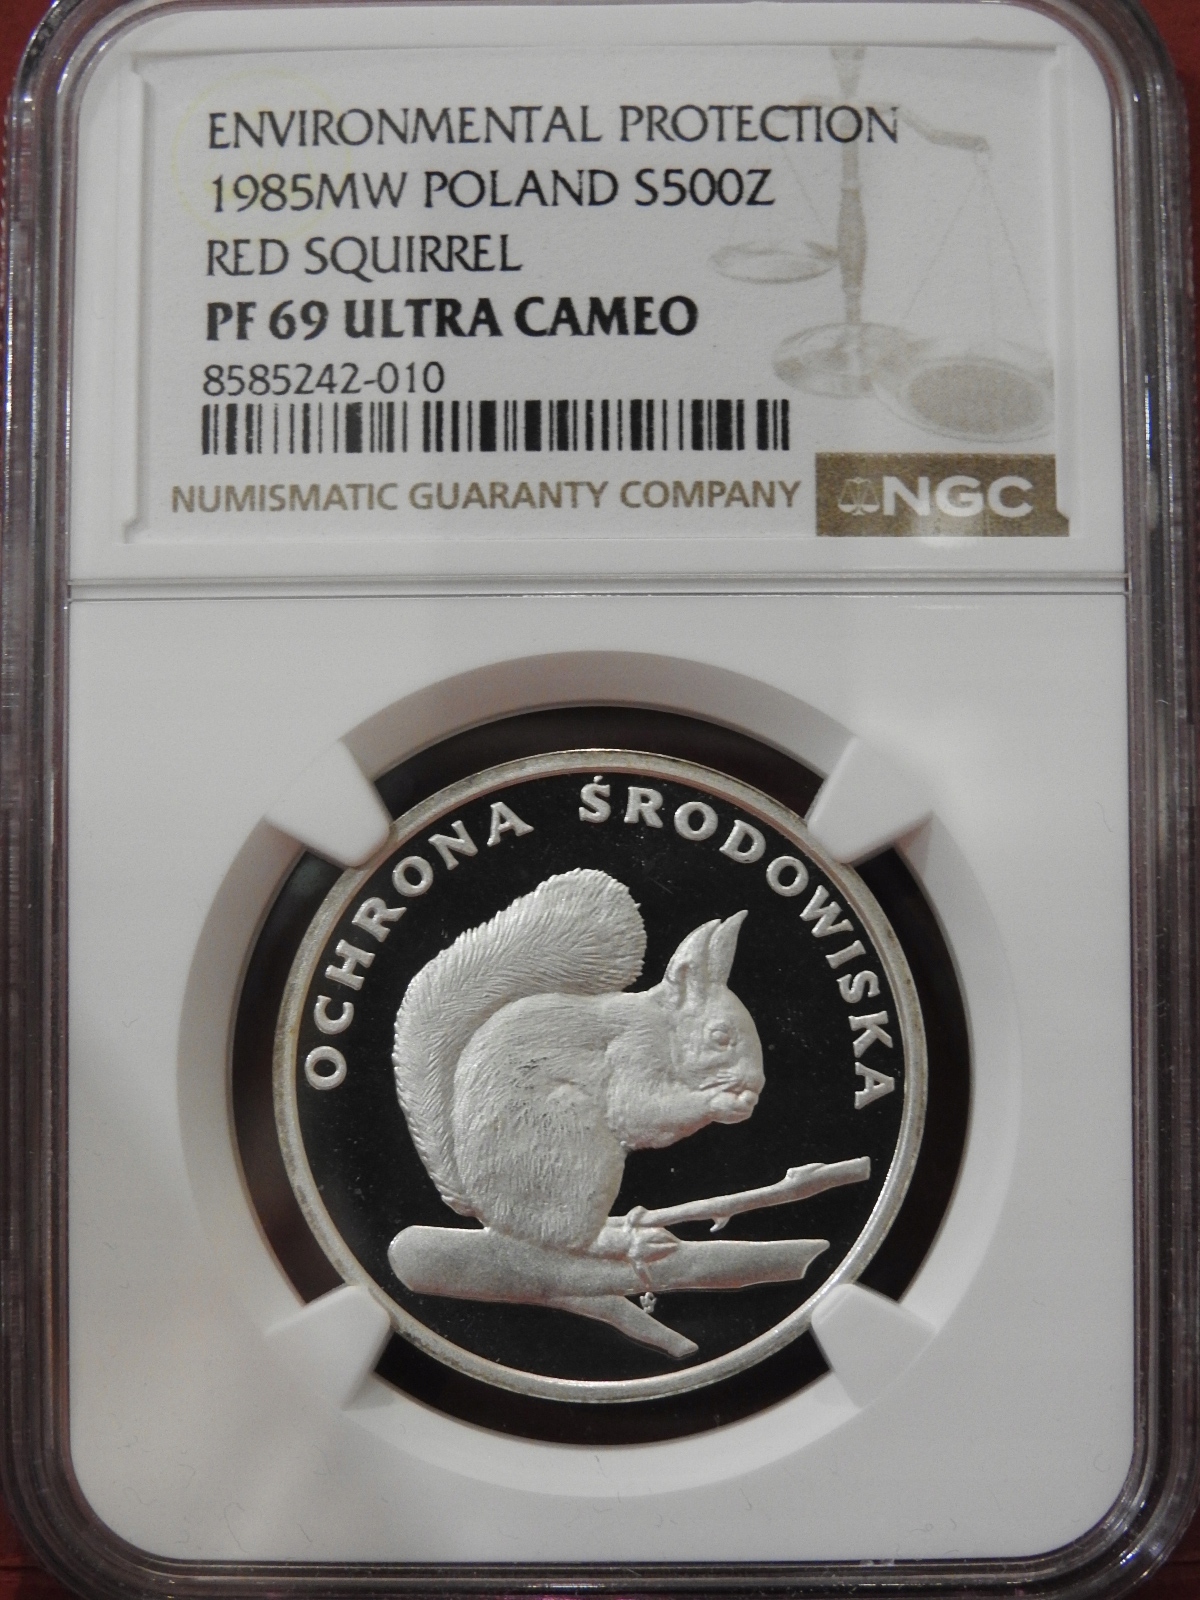 ENVIRONMENTAL PROTECTION
1985MW POLAND S500Z
RED SQUIRREL
PF 69 ULTRA CAMEO
8585242-010
NUMISMATIC GUARANTY COMPANY NGC
OCHRONA ŚRODOWISKA